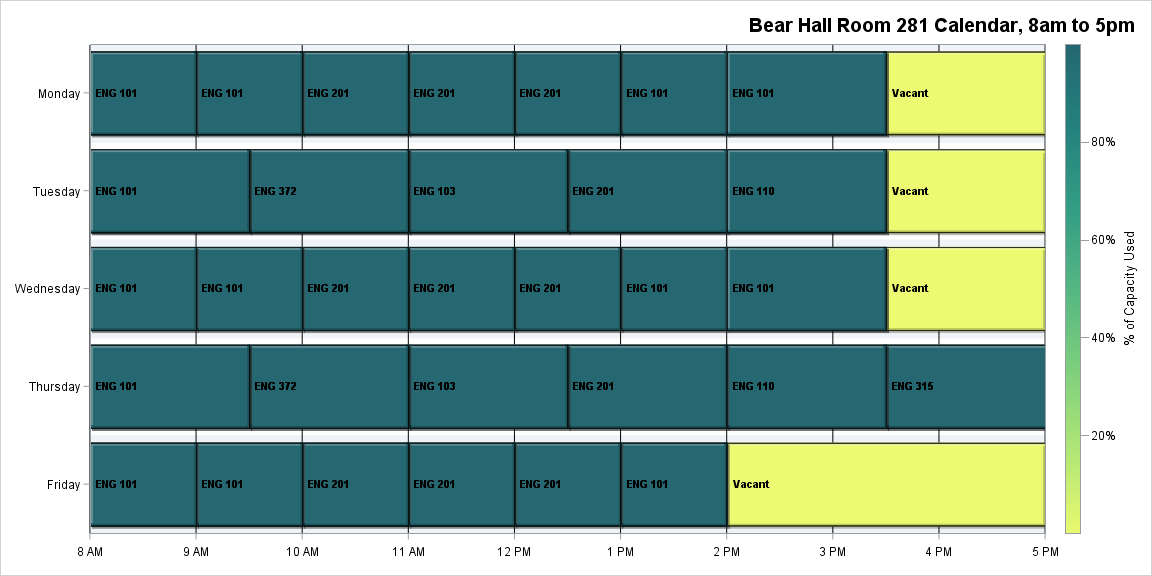 Bear Hall Room 281 Calendar, 8am to 5pm
Monday ENG 101 ENG 101 ENG 201 ENG 201 ENG 201 ENG 101 ENG 101 Vacant
80%
Tuesday ENG 101 ENG 372 ENG 103 ENG 201 ENG 110 Vacant
60%
% of Capacity Used
Wednesday ENG 101 ENG 101 ENG 201 ENG 201 ENG 201 ENG 101 ENG 101 Vacant
40%
Thursday ENG 101 ENG 372 ENG 103 ENG 201 ENG 110 ENG 315
20%
Friday ENG 101 ENG 101 ENG 201 ENG 201 ENG 201 ENG 101 Vacant
8 AM 9 AM 10 AM 11 AM 12 PM 1 PM 2 PM 3 PM 4 PM 5 PM